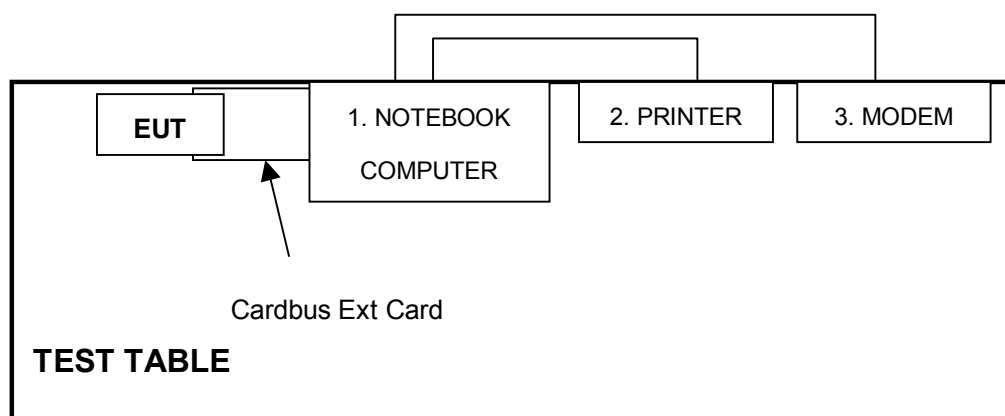 EUT
1. NOTEBOOK
COMPUTER
2. PRINTER
3. MODEM
Cardbus Ext Card
TEST TABLE